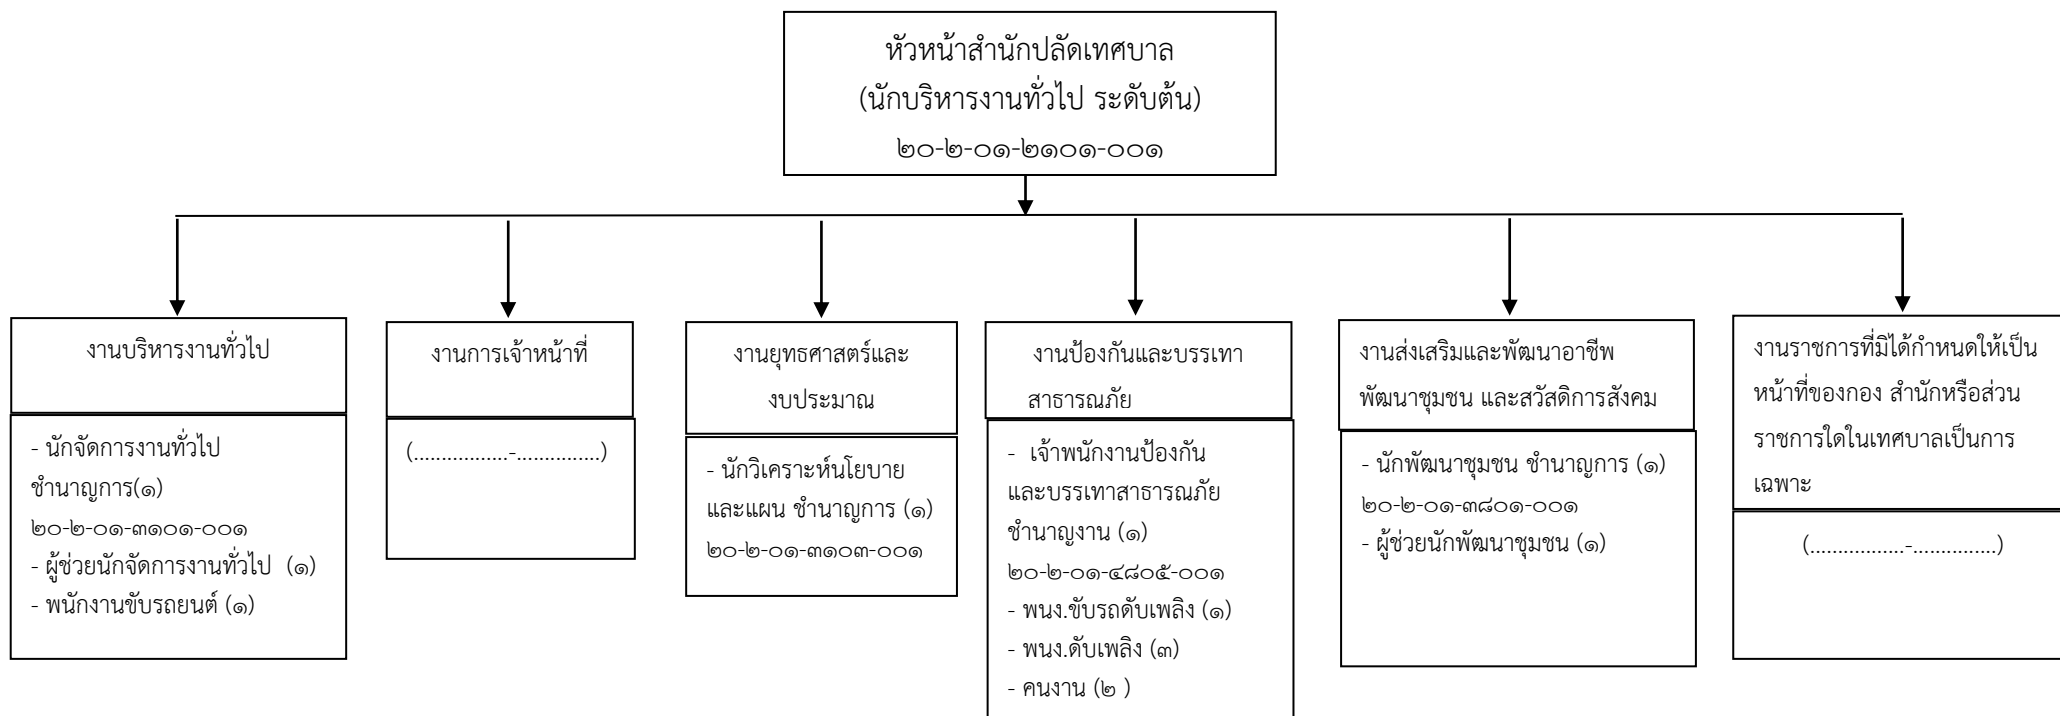 หัวหน้าสำนักปลัดเทศบาล
(นักบริหารงานทั่วไป ระดับต้น)
๒๐-๒-๐๑-๒๑๐๑-๐๐๑
งานบริหารงานทั่วไป
- นักจัดการงานทั่วไป
ชำนาญการ(๑)
๒๐-๒-๐๑-๓๑๐๑-๐๐๑
- ผู้ช่วยนักจัดการงานทั่วไป (๑)
- พนักงานขับรถยนต์ (๑)
งานการเจ้าหน้าที่
(.................-...............)
งานยุทธศาสตร์และ
งบประมาณ
- นักวิเคราะห์นโยบาย
และแผน ชำนาญการ (๑)
๒๐-๒-๐๑-๓๑๐๓-๐๐๑
งานป้องกันและบรรเทา
สาธารณภัย
- เจ้าพนักงานป้องกัน
และบรรเทาสาธารณภัย
ชำนาญงาน (๑)
๒๐-๒-๐๑-๔๘๐๕-๐๐๑
- พนง.ขับรถดับเพลิง (๑)
- พนง.ดับเพลิง (๓)
- คนงาน (๒ )
งานส่งเสริมและพัฒนาอาชีพ
พัฒนาชุมชน และสวัสดิการสังคม
- นักพัฒนาชุมชน ชำนาญการ (๑)
๒๐-๒-๐๑-๓๘๐๑-๐๐๑
- ผู้ช่วยนักพัฒนาชุมชน (๑)
งานราชการที่มิได้กำหนดให้เป็น
หน้าที่ของกอง สำนักหรือส่วน
ราชการใดในเทศบาลเป็นการ
เฉพาะ
(.................-...............)